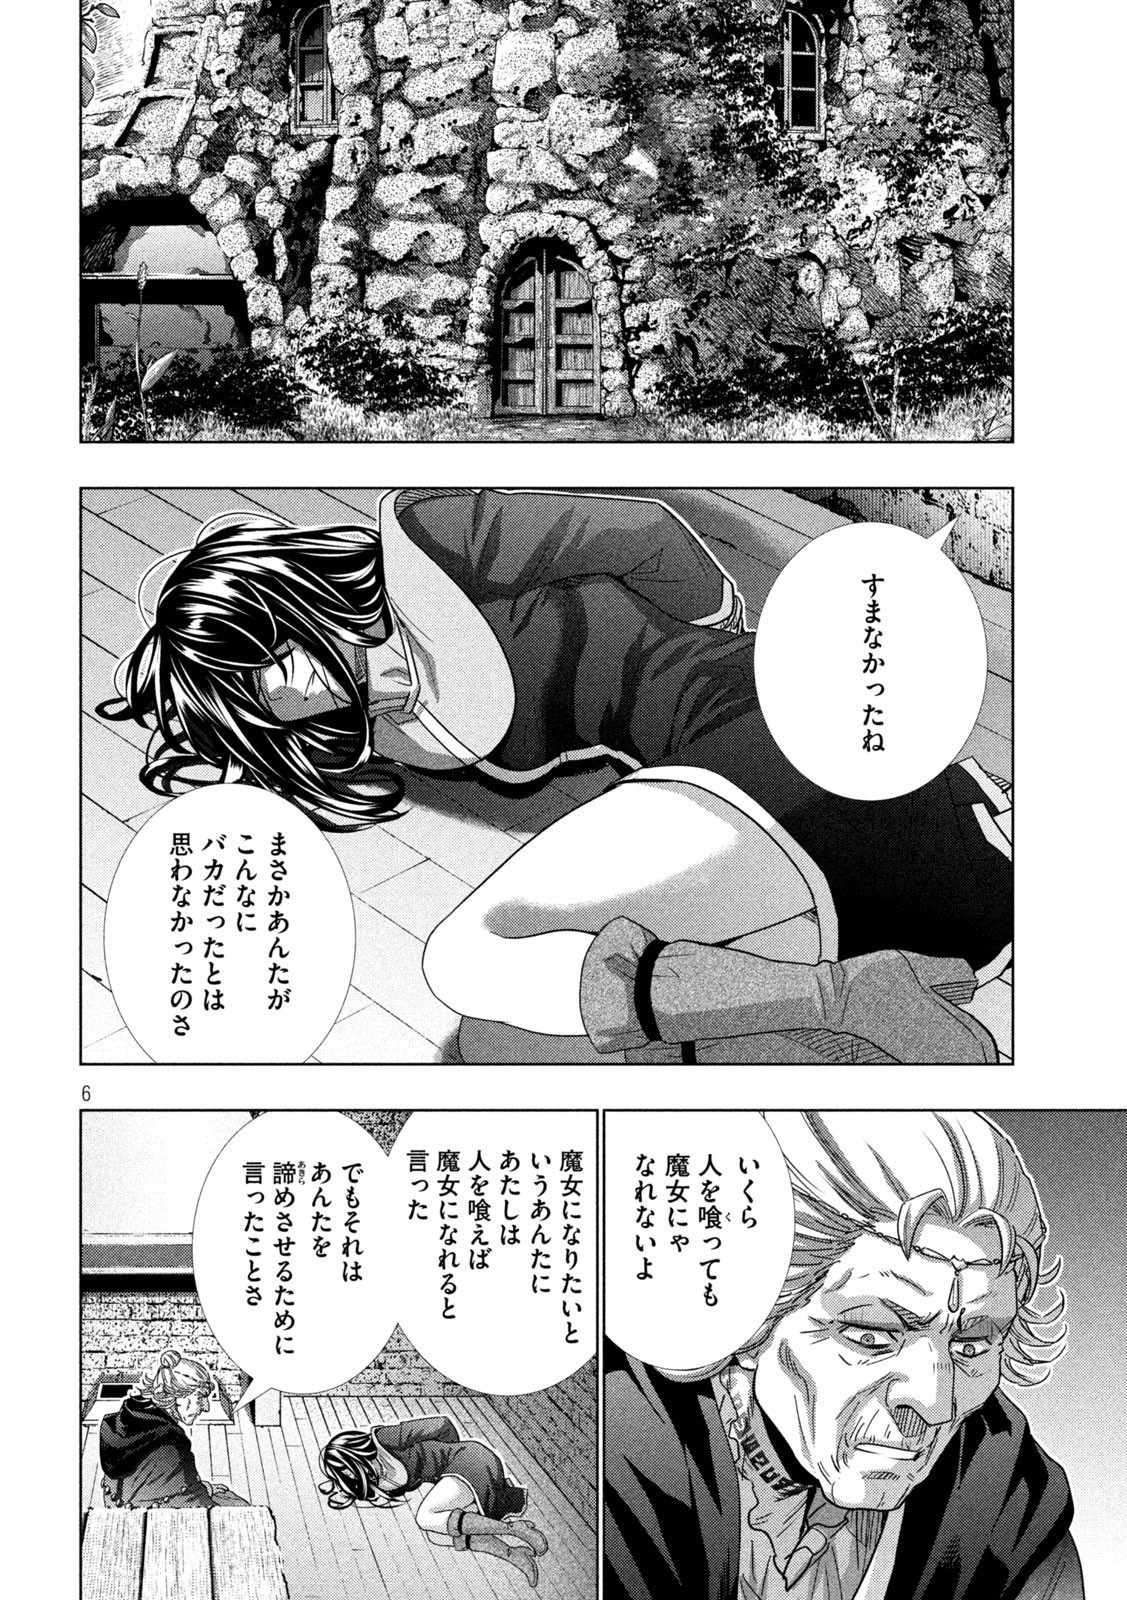 すまなかったね
まさかあんたが
こんなに
バカだったとは
思わなかったのさ
6
いくら
人を喰っても
魔女にゃ
なれないよ
魔女になりたいと
いうあんたに
あたしは
人を喰えば
魔女になれると
言った
でもそれは
あんたを
諦めさせるために
言ったことさ